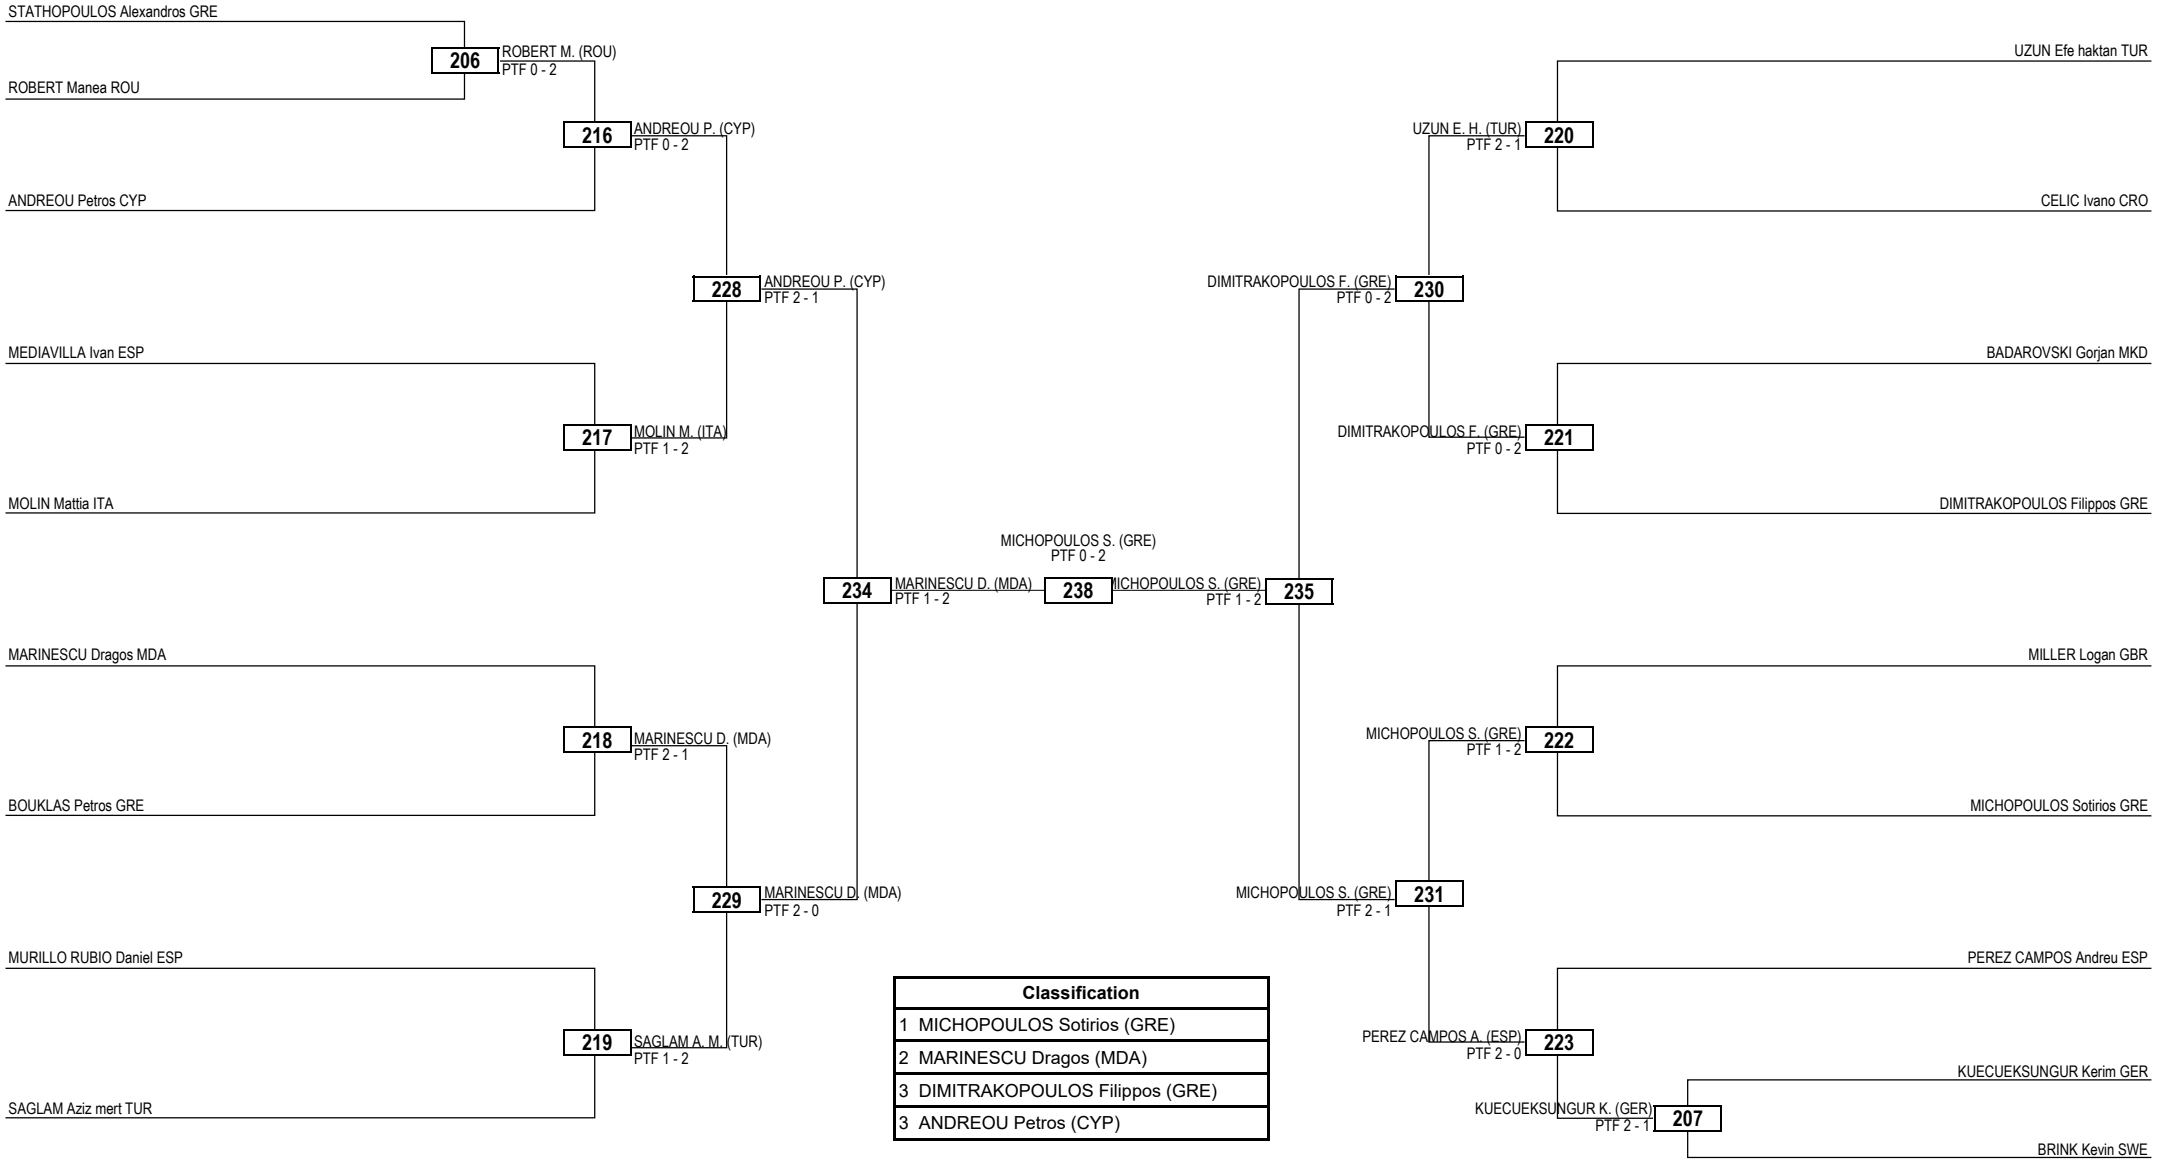 STATHOPOULOS Alexandros GRE
206
ROBERT M. (ROU)
PTF 0 - 2
ROBERT Manea ROU
216
ANDREOU P. (CYP)
PTF 0 - 2
ANDREOU Petros CYP
228
ANDREOU P. (CYP)
PTF 2 - 1
MEDIAVILLA Ivan ESP
217
MOLIN M. (ITA)
PTF 1 - 2
MOLIN Mattia ITA
234
MARINESCU D. (MDA)
PTF 1 - 2
MARINESCU Dragos MDA
218
MARINESCU D. (MDA)
PTF 2 - 1
BOUKLAS Petros GRE
229
MARINESCU D. (MDA)
PTF 2 - 0
MURILLO RUBIO Daniel ESP
219
SAGLAM A. M. (TUR)
PTF 1 - 2
SAGLAM Aziz mert TUR
MICHOPOULOS S. (GRE)
PTF 0 - 2
238
MICHOPOULOS S. (GRE)
PTF 1 - 2
235
UZUN Efe haktan TUR
UZUN E. H. (TUR)
PTF 2 - 1
220
CELIC Ivano CRO
DIMITRAKOPOULOS F. (GRE)
PTF 0 - 2
230
BADAROVSKI Gorjan MKD
DIMITRAKOPOULOS F. (GRE)
PTF 0 - 2
221
DIMITRAKOPOULOS Filippos GRE
MILLER Logan GBR
MICHOPOULOS S. (GRE)
PTF 1 - 2
222
MICHOPOULOS Sotirios GRE
MICHOPOULOS S. (GRE)
PTF 2 - 1
231
PEREZ CAMPOS Andreu ESP
PEREZ CAMPOS A. (ESP)
PTF 2 - 0
223
KUECUEKSUNGUR Kerim GER
KUECUEKSUNGUR K. (GER)
PTF 2 - 1
207
BRINK Kevin SWE
Classification
1 MICHOPOULOS Sotirios (GRE)
2 MARINESCU Dragos (MDA)
3 DIMITRAKOPOULOS Filippos (GRE)
3 ANDREOU Petros (CYP)